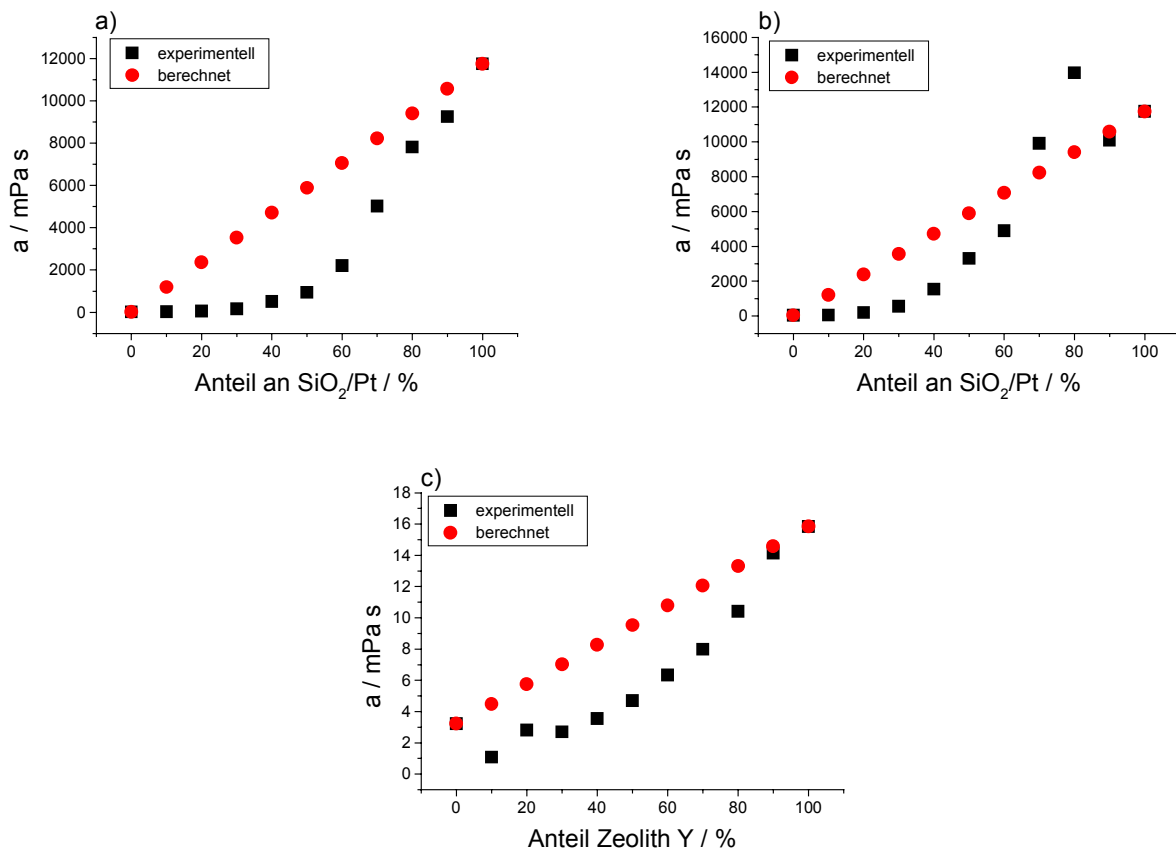 a)
experimentell
berechnet
12000
10000
8000
6000
4000
2000
0
a / mPa s
0 20 40 60 80 100
Anteil an SiO₂/Pt / %
b)
experimentell
berechnet
16000
14000
12000
10000
8000
6000
4000
2000
0
a / mPa s
0 20 40 60 80 100
Anteil an SiO₂/Pt / %
c)
experimentell
berechnet
18
16
14
12
10
8
6
4
2
0
a / mPa s
0 20 40 60 80 100
Anteil Zeolith Y / %